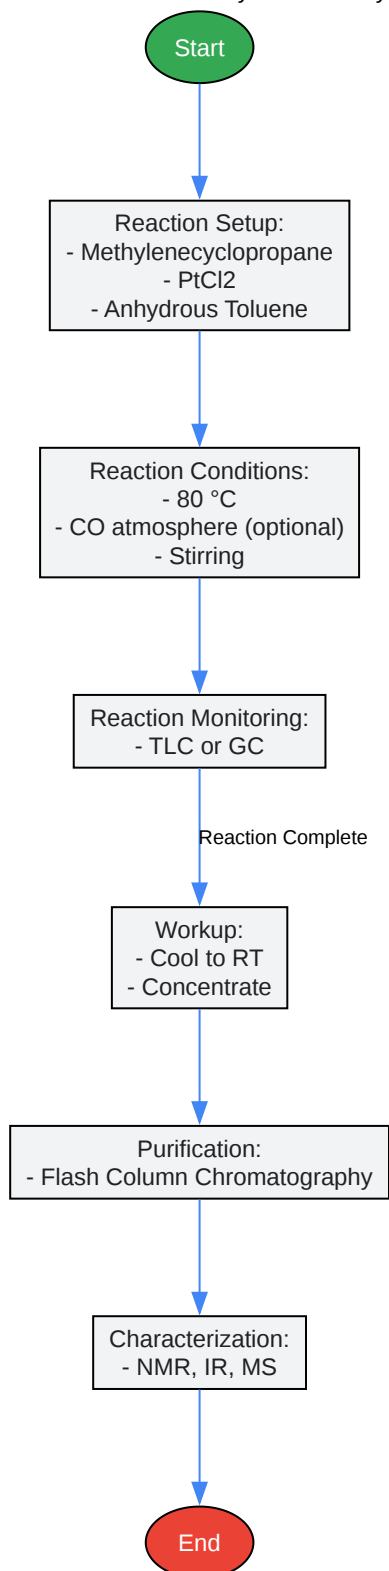 Start
Reaction Setup:
- Methylenecyclopropane
- PtCl2
- Anhydrous Toluene
Reaction Conditions:
- 80 °C
- CO atmosphere (optional)
- Stirring
Reaction Monitoring:
- TLC or GC
Reaction Complete
Workup:
- Cool to RT
- Concentrate
Purification:
- Flash Column Chromatography
Characterization:
- NMR, IR, MS
End